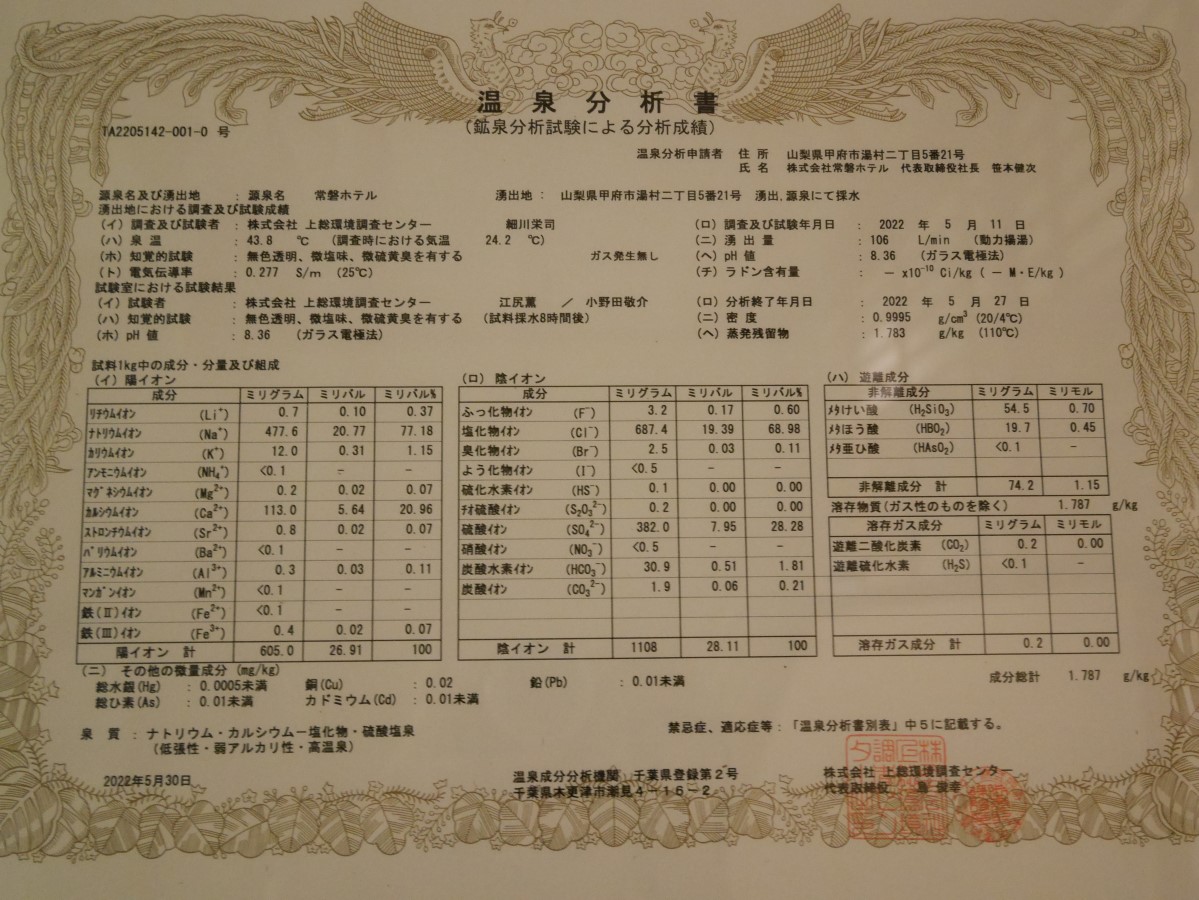 温泉分析書
(鉱泉分析試験による分析成績)
TA2205142-001-0 号
温泉分析申請者 住 所 山梨県甲府市湯村二丁目5番21号
氏 名 株式会社常磐ホテル 代表取締役社長 笹本健次
源泉名及び湧出地 : 源泉名 常磐ホテル 湧出地 : 山梨県甲府市湯村二丁目5番21号 湧出,源泉にて採水
湧出地における調査及び試験成績
(イ) 調査及び試験者 : 株式会社 上総環境調査センター 細川栄司 (ロ) 調査及び試験年月日 : 2022 年 5 月 11 日
(ハ) 泉 温 : 43.8 ℃ (調査時における気温 24.2 ℃) (ニ) 湧 出 量 : 106 L/min (動力揚湯)
(ホ) 知覚的試験 : 無色透明、微塩味、微硫黄臭を有する ガス発生無し (ヘ) pH 値 : 8.36 (ガラス電極法)
(ト) 電気伝導率 : 0.277 S/m (25℃) (チ) ラドン含有量 : — x10⁻¹⁰ Ci/kg ( — M・E/kg )
試験室における試験結果
(イ) 試験者 : 株式会社 上総環境調査センター 江尻薫 / 小野田敬介 (ロ) 分析終了年月日 : 2022 年 5 月 27 日
(ハ) 知覚的試験 : 無色透明、微塩味、微硫黄臭を有する (試料採水8時間後) (ニ) 密 度 : 0.9995 g/cm³ (20/4℃)
(ホ) pH 値 : 8.36 (ガラス電極法) (ヘ) 蒸発残留物 : 1.783 g/kg (110℃)
試料1kg中の成分・分量及び組成
(イ) 陽イオン
成分 ミリグラム ミリバル ミリバル%
リチウムイオン (Li⁺) 0.7 0.10 0.37
ナトリウムイオン (Na⁺) 477.6 20.77 77.18
カリウムイオン (K⁺) 12.0 0.31 1.15
アンモニウムイオン (NH₄⁺) <0.1 - -
マグネシウムイオン (Mg²⁺) 0.2 0.02 0.07
カルシウムイオン (Ca²⁺) 113.0 5.64 20.96
ストロンチウムイオン (Sr²⁺) 0.8 0.02 0.07
バリウムイオン (Ba²⁺) <0.1 - -
アルミニウムイオン (Al³⁺) 0.3 0.03 0.11
マンガンイオン (Mn²⁺) <0.1 - -
鉄(Ⅱ)イオン (Fe²⁺) <0.1 - -
鉄(Ⅲ)イオン (Fe³⁺) 0.4 0.02 0.07
陽イオン 計 605.0 26.91 100
(ロ) 陰イオン
成分 ミリグラム ミリバル ミリバル%
ふっ化物イオン (F⁻) 3.2 0.17 0.60
塩化物イオン (Cl⁻) 687.4 19.39 68.98
臭化物イオン (Br⁻) 2.5 0.03 0.11
よう化物イオン (I⁻) <0.5 - -
硫化水素イオン (HS⁻) 0.1 0.00 0.00
チオ硫酸イオン (S₂O₃²⁻) 0.2 0.00 0.00
硫酸イオン (SO₄²⁻) 382.0 7.95 28.28
硝酸イオン (NO₃⁻) <0.5 - -
炭酸水素イオン (HCO₃⁻) 30.9 0.51 1.81
炭酸イオン (CO₃²⁻) 1.9 0.06 0.21
陰イオン 計 1108 28.11 100
(ハ) 遊離成分
非解離成分 ミリグラム ミリモル
メタけい酸 (H₂SiO₃) 54.5 0.70
メタほう酸 (HBO₂) 19.7 0.45
メタ亜ひ酸 (HAsO₂) <0.1 -
非解離成分 計 74.2 1.15
溶存物質(ガス性のものを除く) 1.787 g/kg
溶存ガス成分 ミリグラム ミリモル
遊離二酸化炭素 (CO₂) 0.2 0.00
遊離硫化水素 (H₂S) <0.1 -
溶存ガス成分 計 0.2 0.00
成分総計 1.787 g/kg
(ニ) その他の微量成分 (mg/kg)
総水銀(Hg) : 0.0005未満 銅(Cu) : 0.02 鉛(Pb) : 0.01未満
総ひ素(As) : 0.01未満 カドミウム(Cd) : 0.01未満
泉 質 : ナトリウム・カルシウム—塩化物・硫酸塩泉
(低張性・弱アルカリ性・高温泉)
禁忌症、適応症等:「温泉分析書別表」中5に記載する。
2022年5月30日
温泉成分分析機関 千葉県登録第2号
千葉県木更津市潮見4-16-2
株式会社 上総環境調査センター
代表取締役